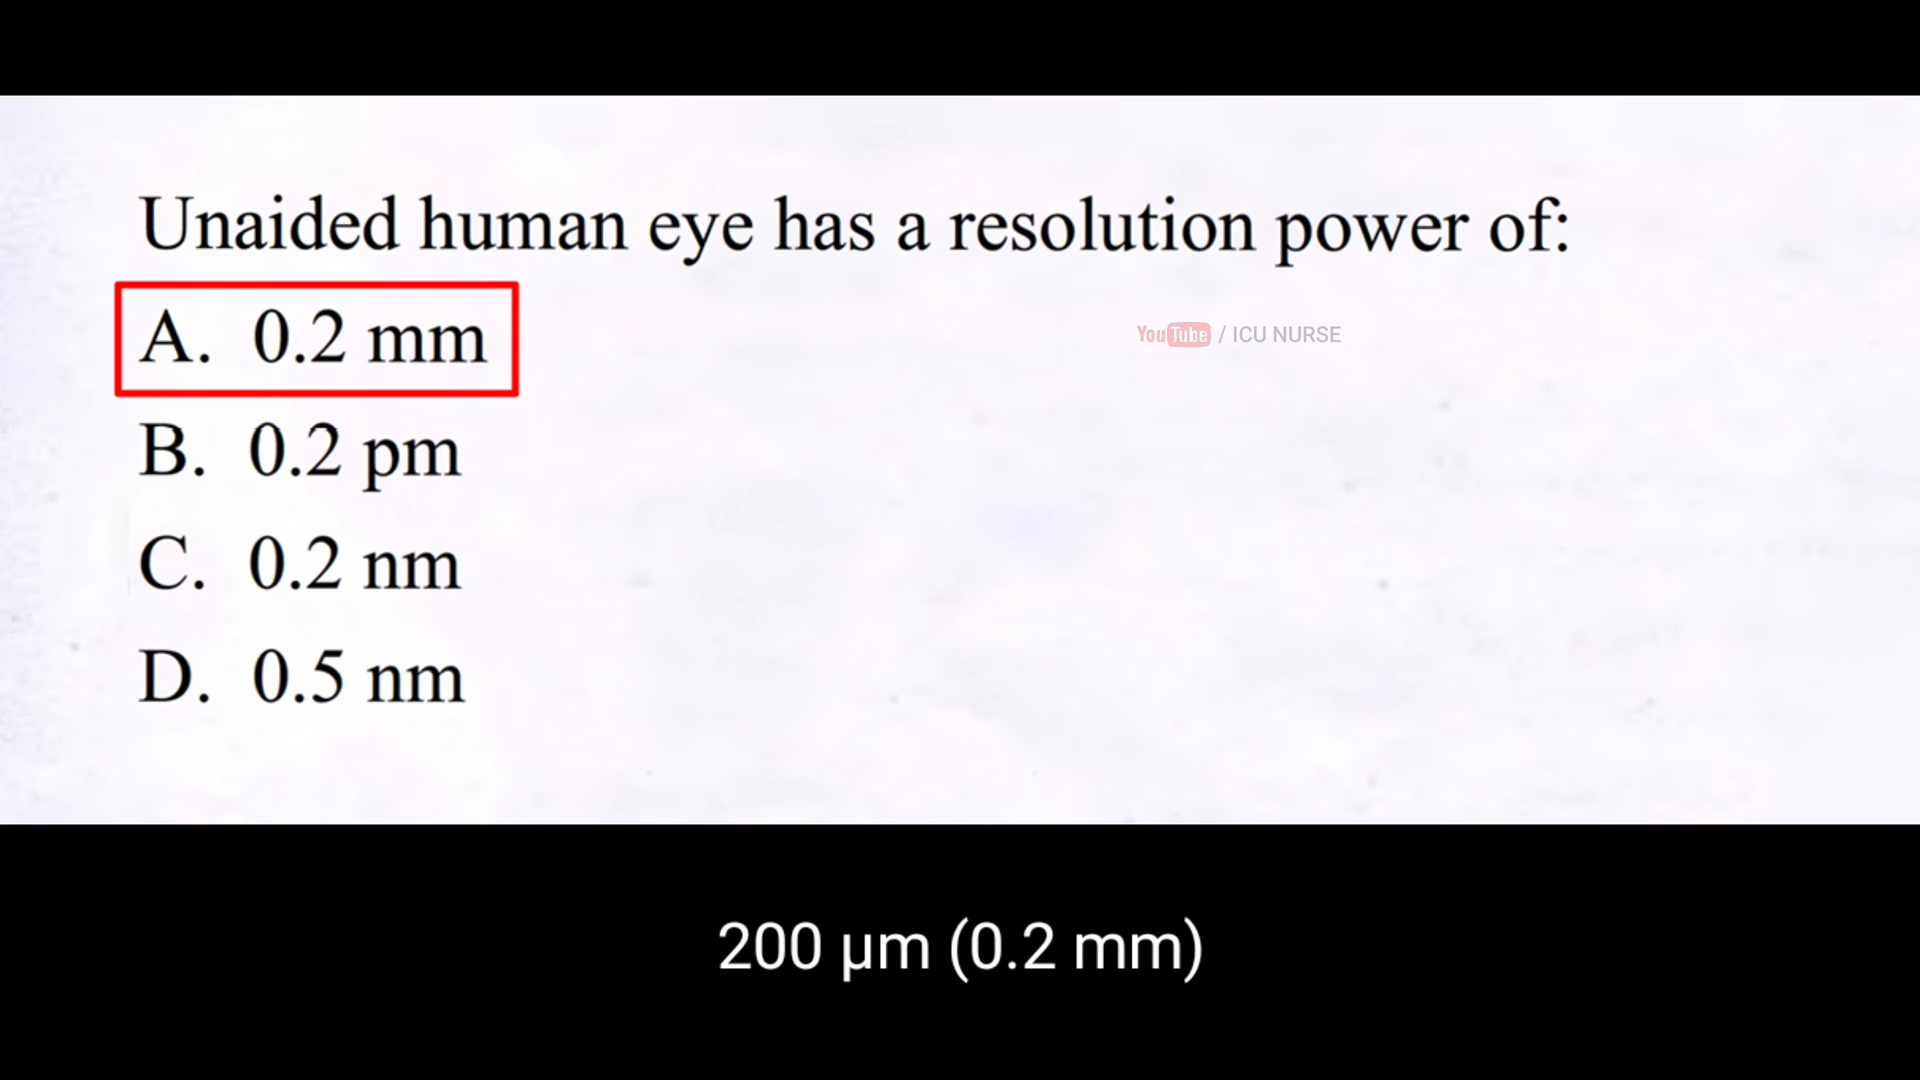 Unaided human eye has a resolution power of:
A. 0.2 mm
YouTube / ICU NURSE
B. 0.2 pm
C. 0.2 nm
D. 0.5 nm
200 µm (0.2 mm)